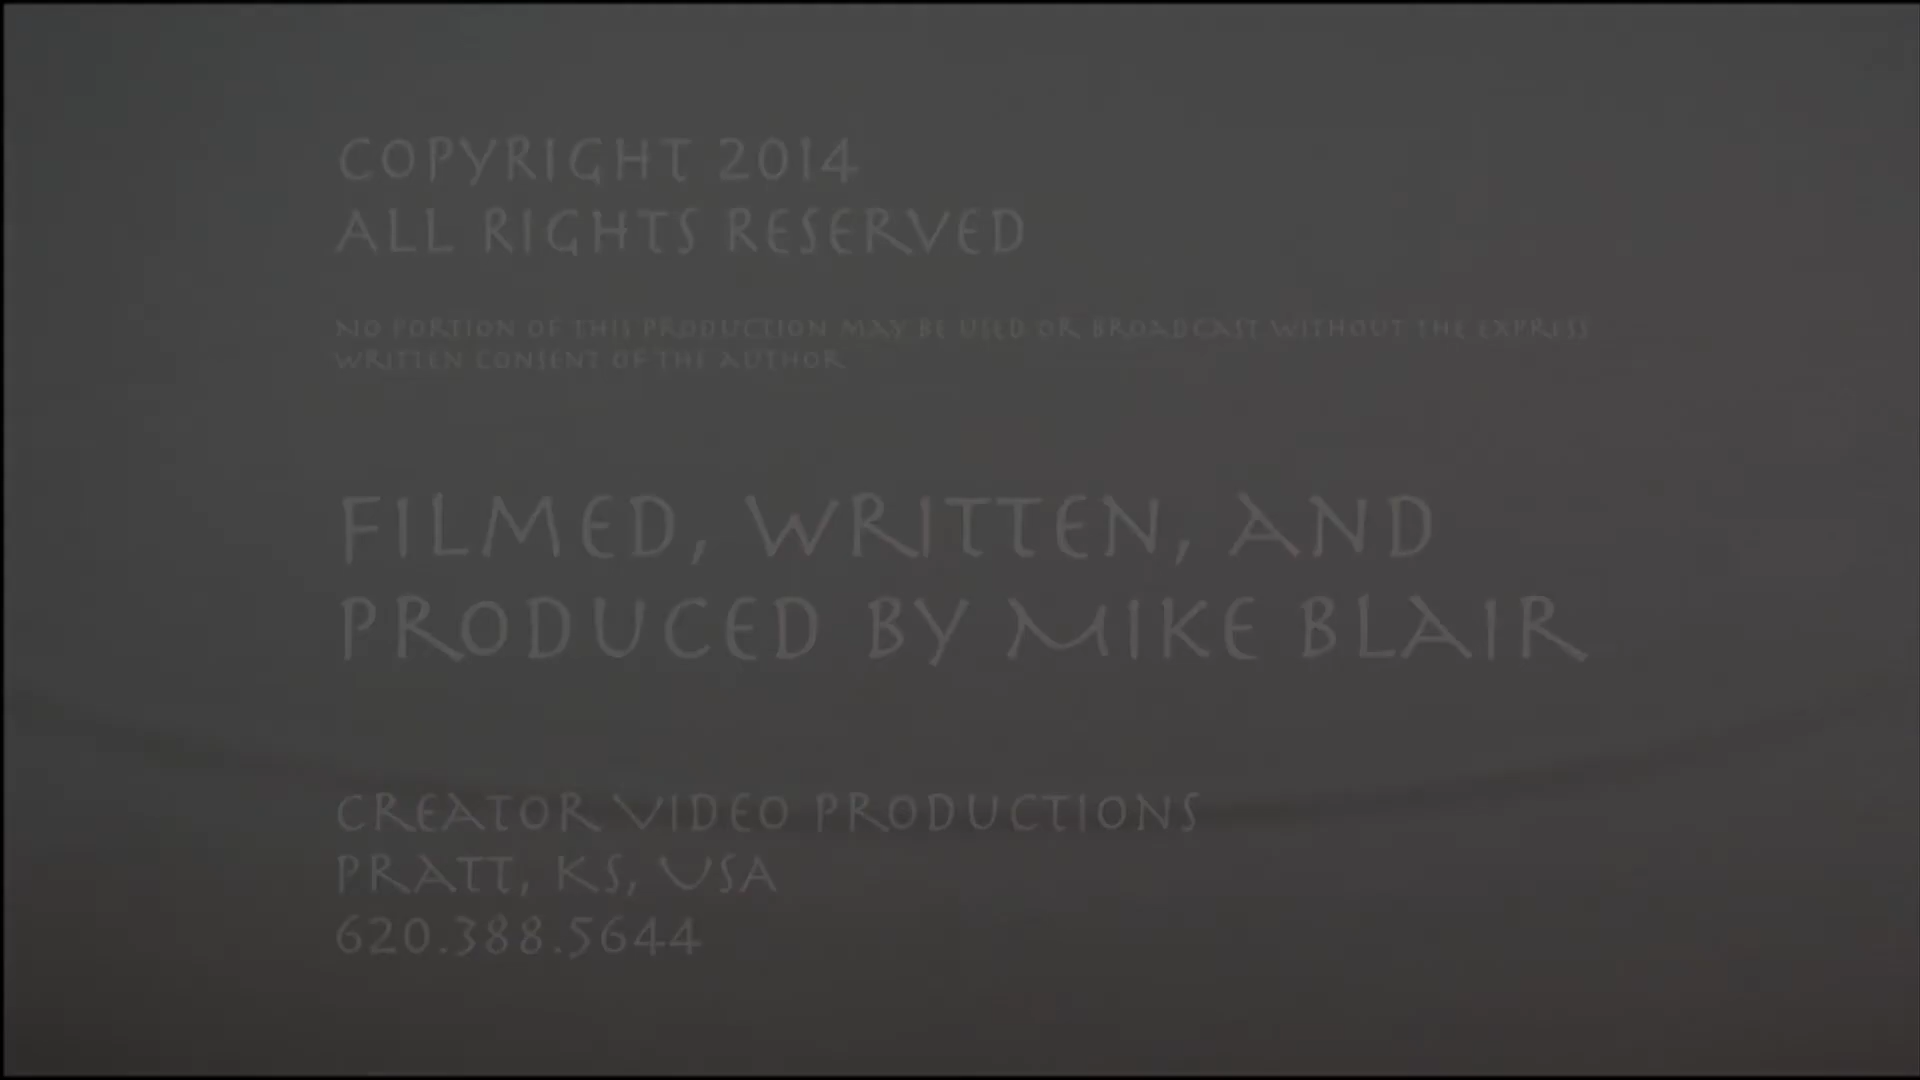 COPYRIGHT 2014
ALL RIGHTS RESERVED
NO PORTION OF THIS PRODUCTION MAY BE USED OR BROADCAST WITHOUT THE EXPRESS
WRITTEN CONSENT OF THE AUTHOR
FILMED, WRITTEN, AND
PRODUCED BY MIKE BLAIR
CREATOR VIDEO PRODUCTIONS
PRATT, KS, USA
620.388.5644